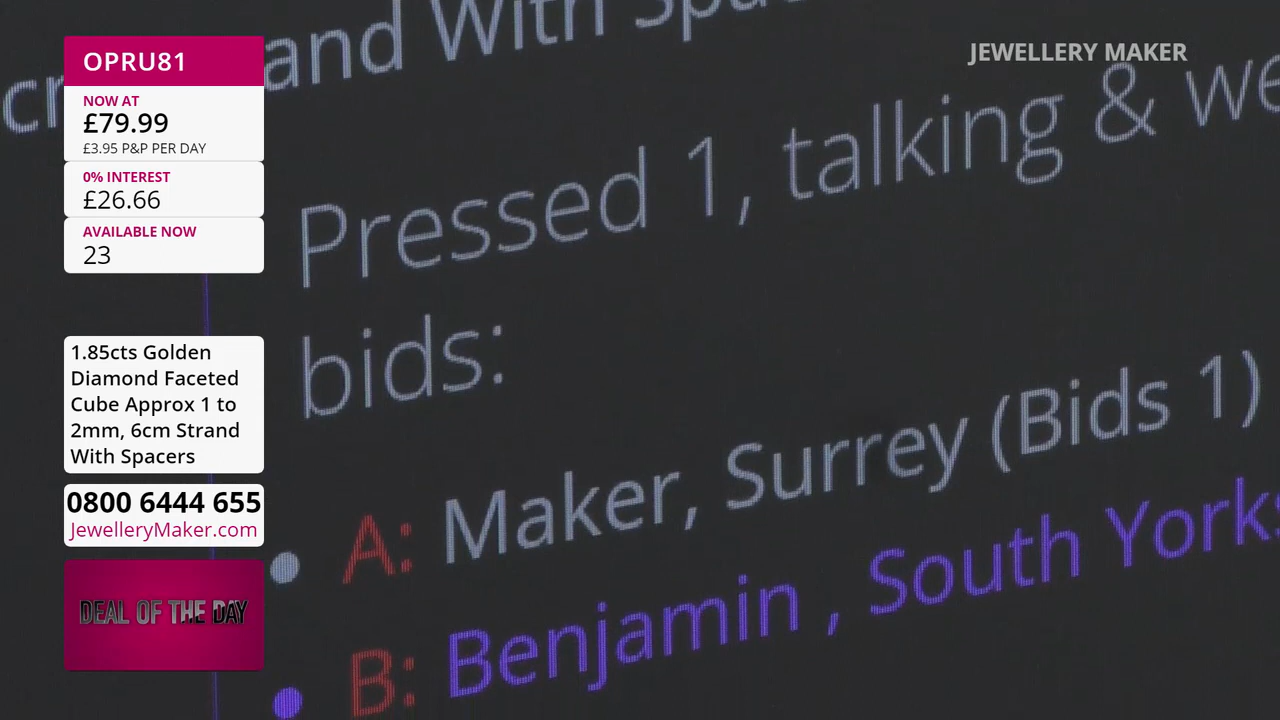 OPRU81
NOW AT
£79.99
£3.95 P&P PER DAY
0% INTEREST
£26.66
AVAILABLE NOW
23
1.85cts Golden
Diamond Faceted
Cube Approx 1 to
2mm, 6cm Strand
With Spacers
0800 6444 655
JewelleryMaker.com
DEAL OF THE DAY
JEWELLERY MAKER
and With
Pressed 1, talking &
bids:
A: Maker, Surrey (Bids 1)
B: Benjamin , South